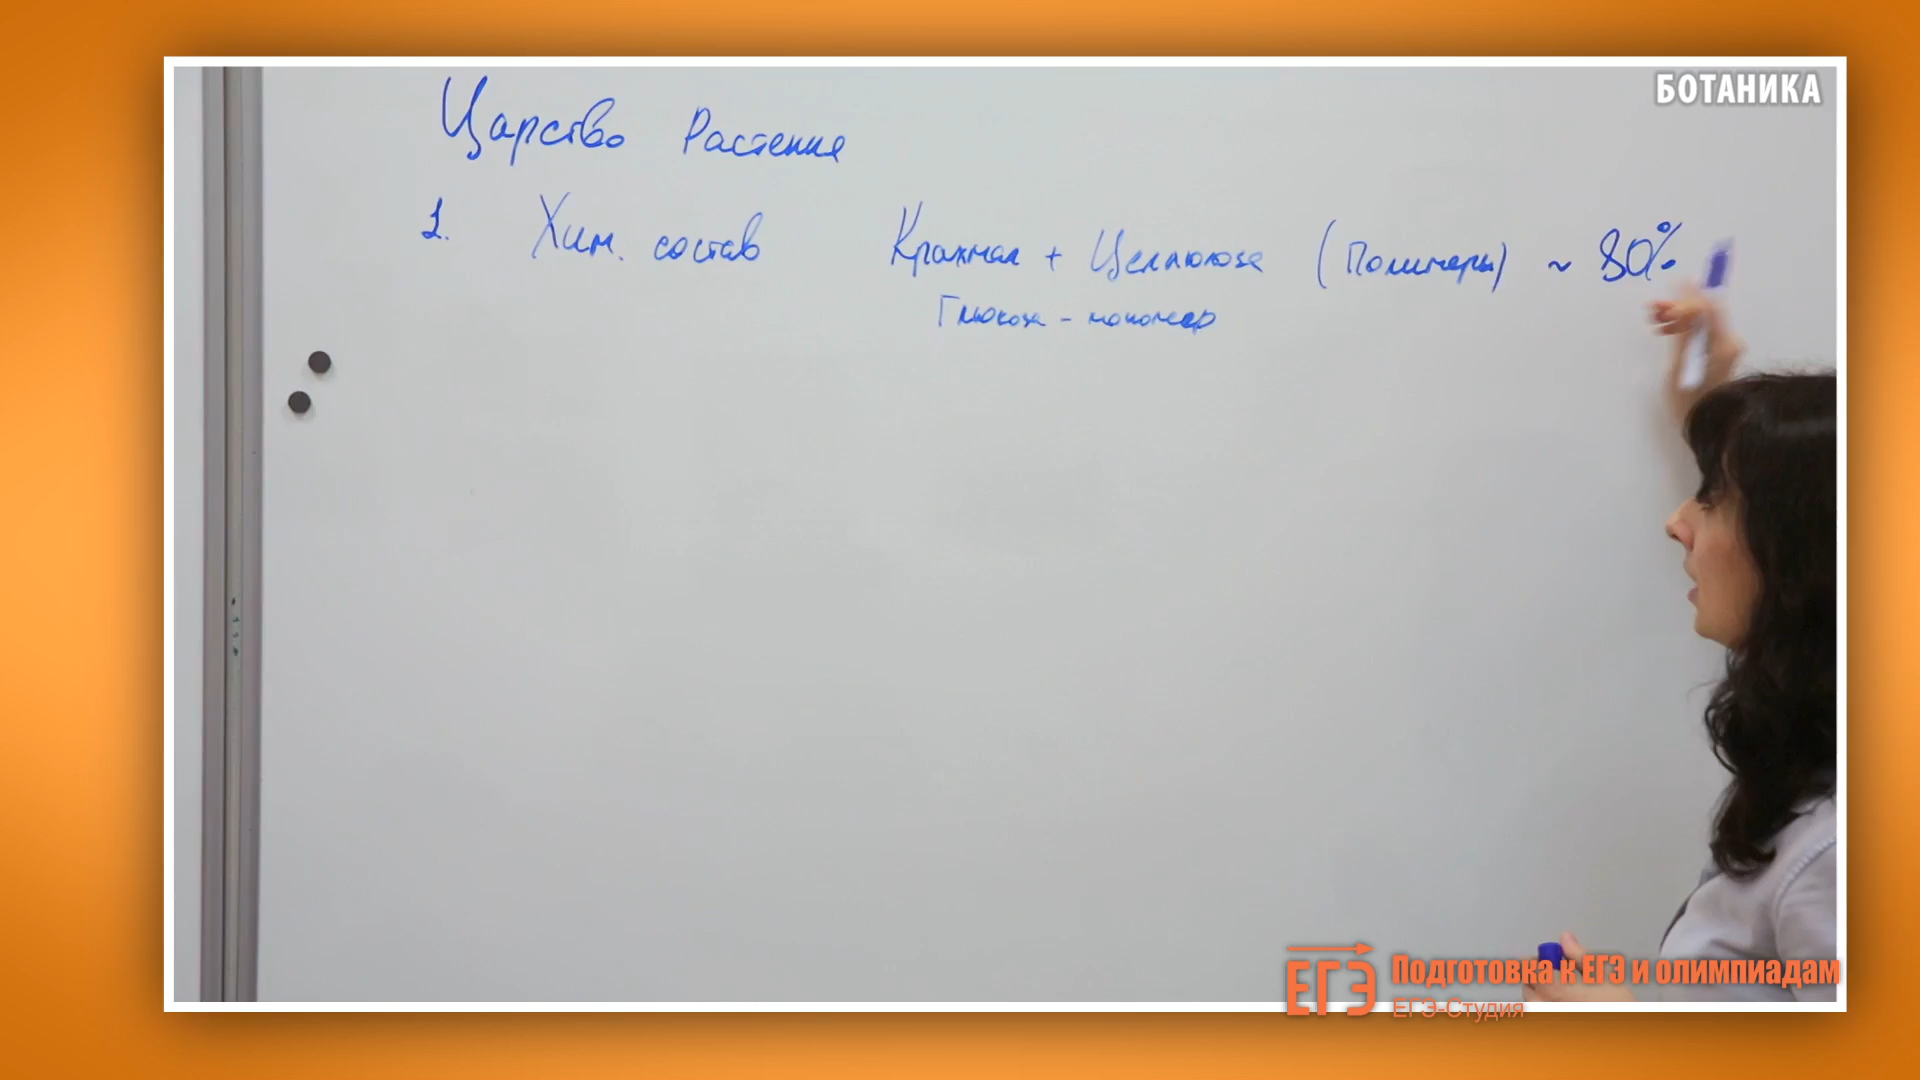 БОТАНИКА
Царство Растения
1. Хим. состав Крахмал + Целлюлоза (Полимеры) ~ 80%
Глюкоза - мономер
ЕГЭ Подготовка к ЕГЭ и олимпиадам
ЕГЭ-Студия